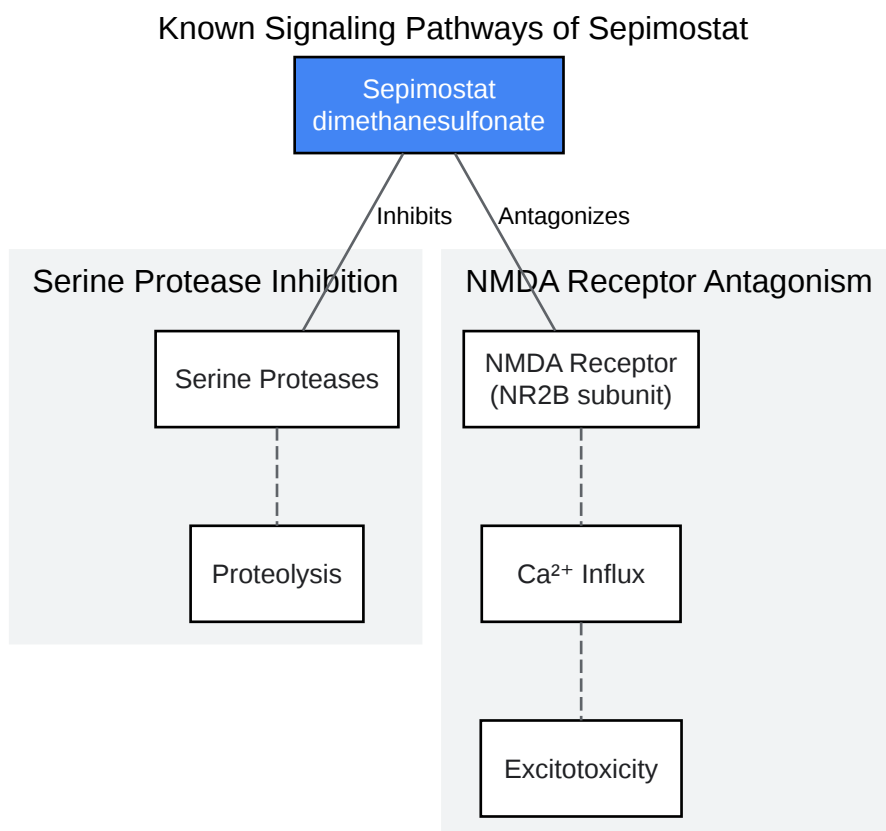 Known Signaling Pathways of Sepimostat
Sepimostat
dimethanesulfonate
Inhibits
Antagonizes
Serine Protease Inhibition
NMDA Receptor Antagonism
Serine Proteases
NMDA Receptor
(NR2B subunit)
Proteolysis
Ca²⁺ Influx
Excitotoxicity